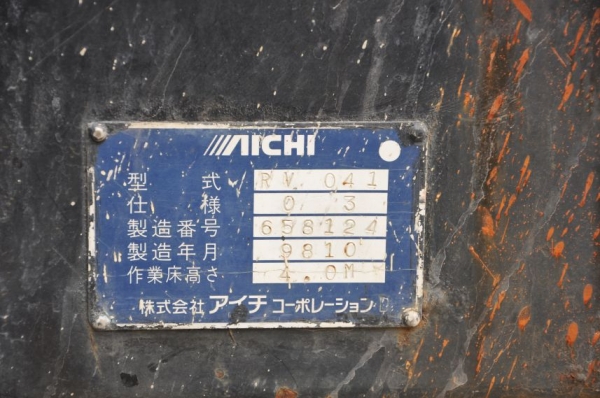 AICHI
型式 RV 041
仕様 03
製造番号 658124
製造年月 9810
作業床高さ 4.0M
株式会社 アイチ コーポレーション